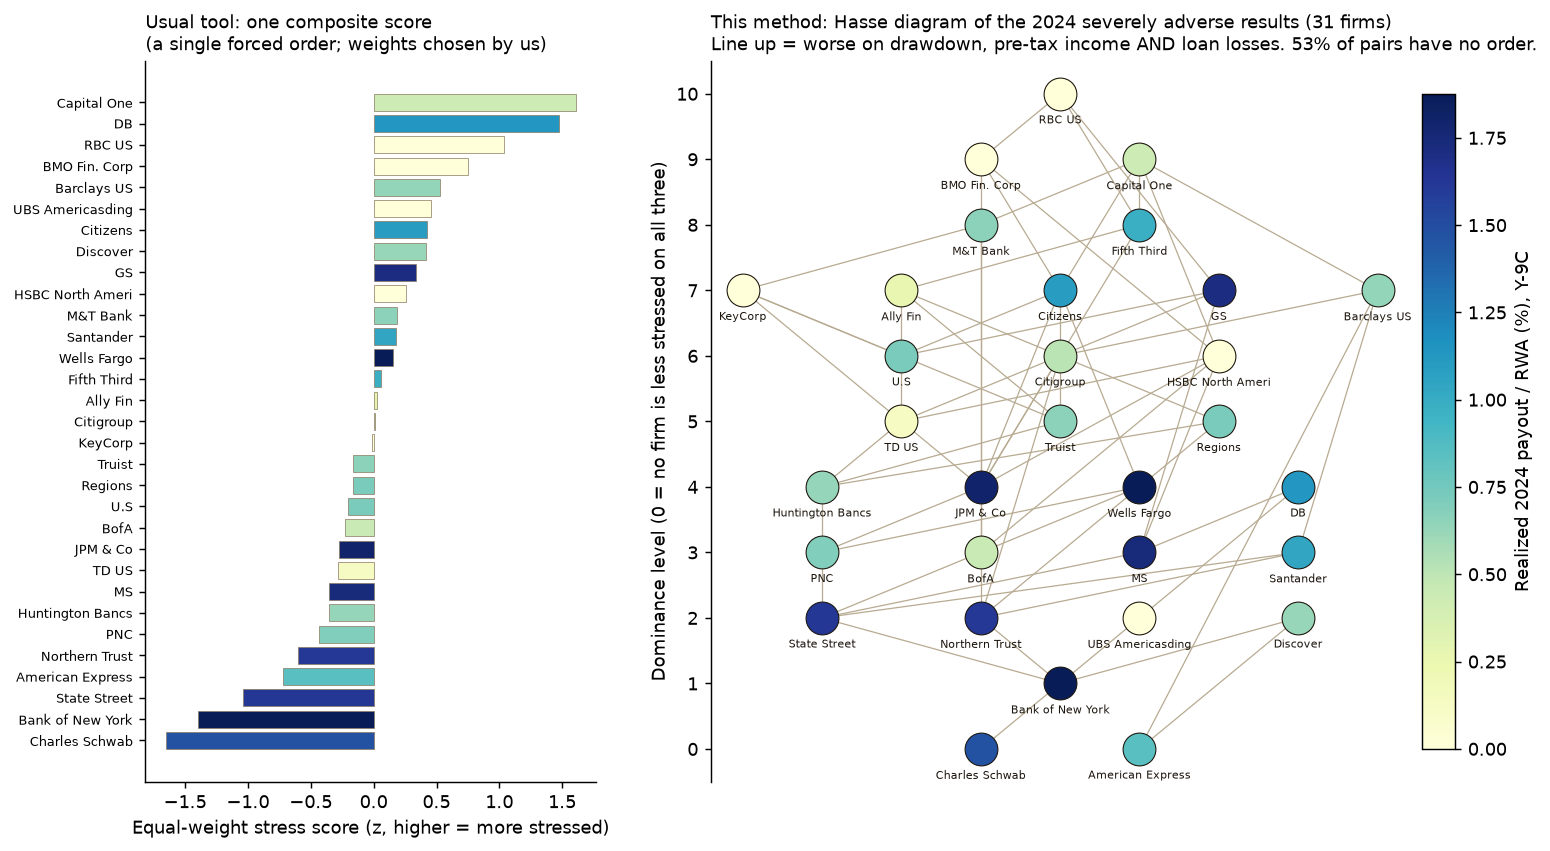 Usual tool: one composite score
(a single forced order; weights chosen by us)
Capital One
DB
RBC US
BMO Fin. Corp
Barclays US
UBS Americasding
Citizens
Discover
GS
HSBC North Ameri
M&T Bank
Santander
Wells Fargo
Fifth Third
Ally Fin
Citigroup
KeyCorp
Truist
Regions
U.S
BofA
JPM & Co
TD US
MS
Huntington Bancs
PNC
Northern Trust
American Express
State Street
Bank of New York
Charles Schwab
−1.5 −1.0 −0.5 0.0 0.5 1.0 1.5
Equal-weight stress score (z, higher = more stressed)
This method: Hasse diagram of the 2024 severely adverse results (31 firms)
Line up = worse on drawdown, pre-tax income AND loan losses. 53% of pairs have no order.
Dominance level (0 = no firm is less stressed on all three)
10
9
8
7
6
5
4
3
2
1
0
RBC US
BMO Fin. Corp
Capital One
M&T Bank
Fifth Third
KeyCorp
Ally Fin
Citizens
GS
Barclays US
U.S
Citigroup
HSBC North Ameri
TD US
Truist
Regions
Huntington Bancs
JPM & Co
Wells Fargo
DB
PNC
BofA
MS
Santander
State Street
Northern Trust
UBS Americasding
Discover
Bank of New York
Charles Schwab
American Express
1.75
1.50
1.25
1.00
0.75
0.50
0.25
0.00
Realized 2024 payout / RWA (%), Y-9C